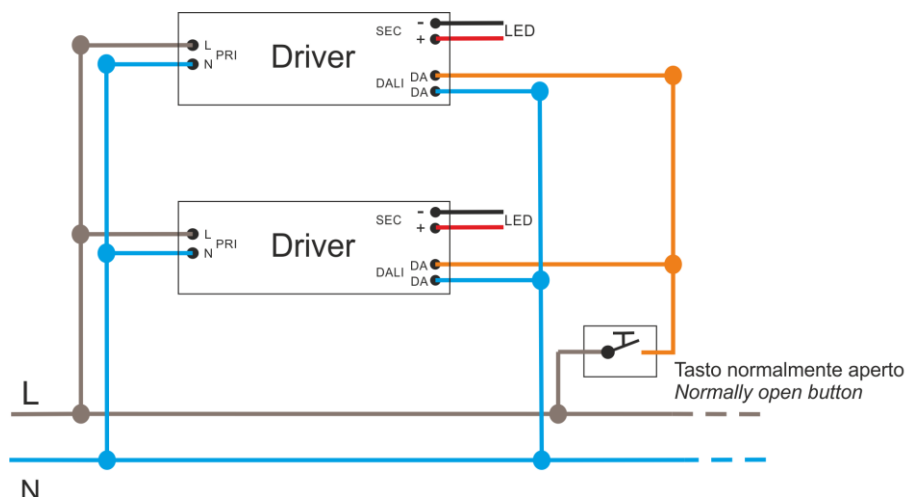 L PRI
N
Driver
SEC - LED
+
DALI DA
DA
L PRI
N
Driver
SEC - LED
+
DALI DA
DA
Tasto normalmente aperto
Normally open button
L
N